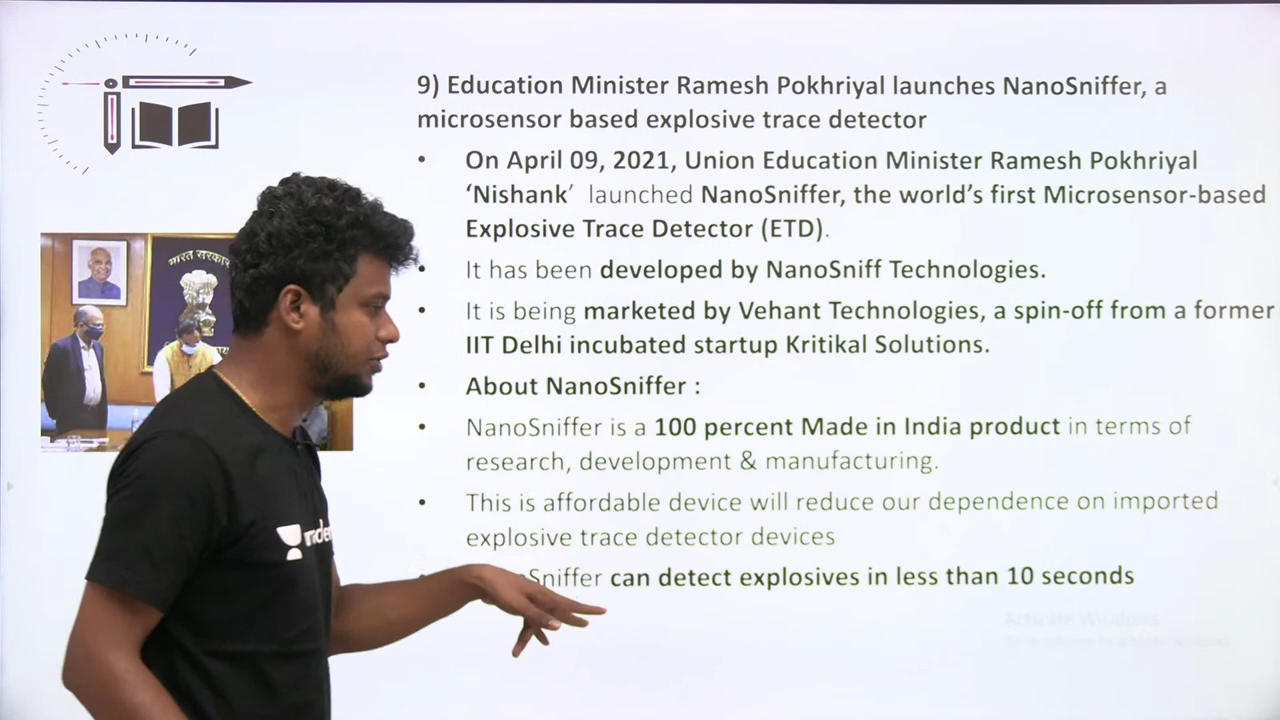 9) Education Minister Ramesh Pokhriyal launches NanoSniffer, a
microsensor based explosive trace detector
• On April 09, 2021, Union Education Minister Ramesh Pokhriyal
‘Nishank’ launched NanoSniffer, the world’s first Microsensor-based
Explosive Trace Detector (ETD).
• It has been developed by NanoSniff Technologies.
• It is being marketed by Vehant Technologies, a spin-off from a former
IIT Delhi incubated startup Kritikal Solutions.
• About NanoSniffer :
• NanoSniffer is a 100 percent Made in India product in terms of
research, development & manufacturing.
• This is affordable device will reduce our dependence on imported
explosive trace detector devices
Sniffer can detect explosives in less than 10 seconds
Activate Windows
भारत सरकार